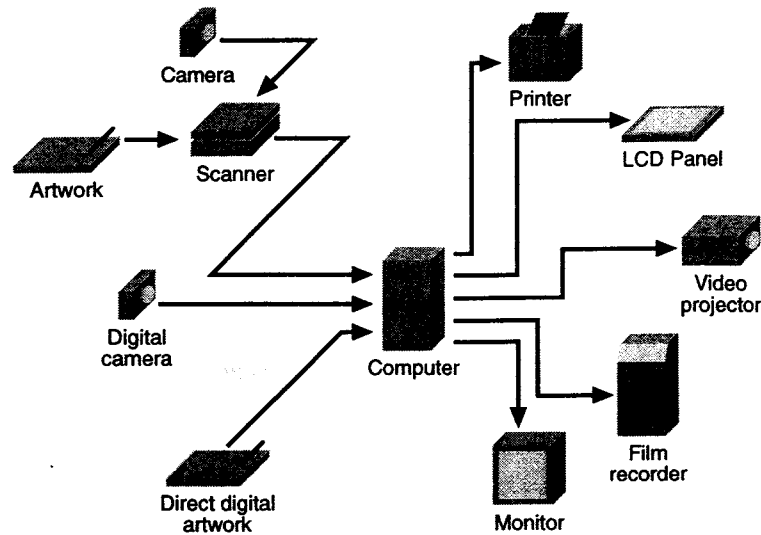 Camera
Printer
Artwork
Scanner
LCD Panel
Digital
camera
Computer
Video
projector
Direct digital
artwork
Monitor
Film
recorder